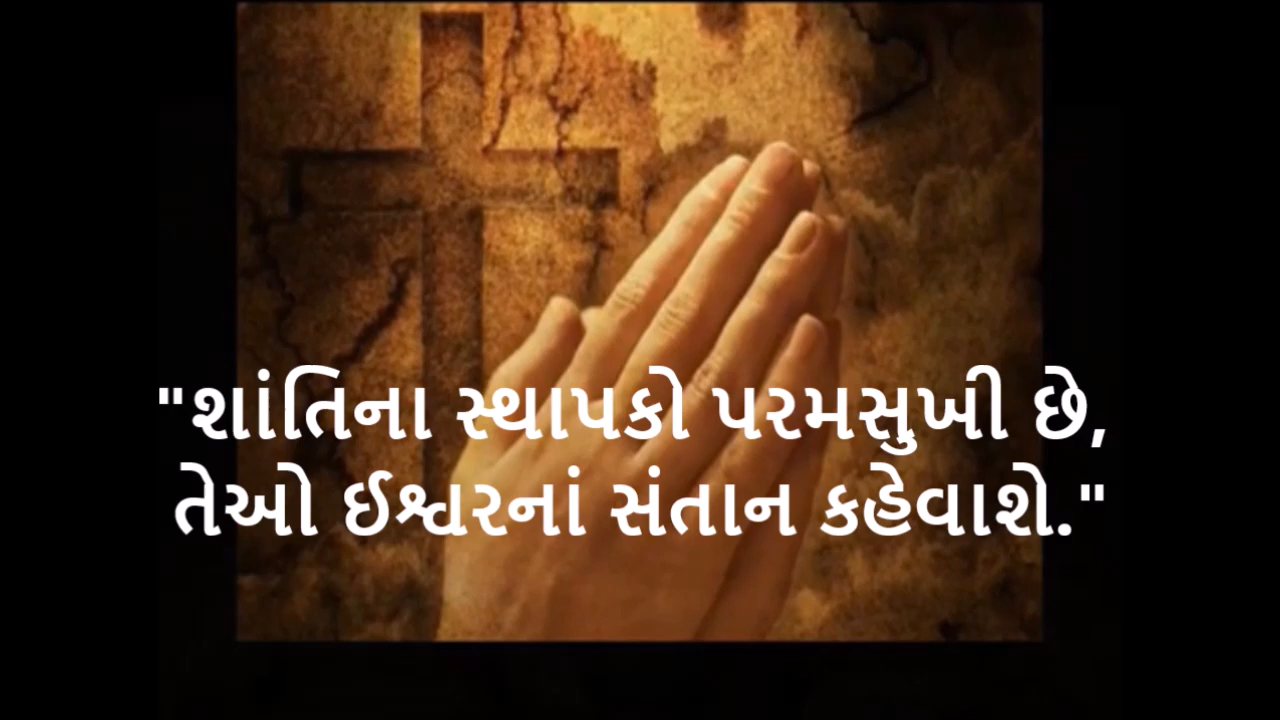 "શાંતિના સ્થાપકો પરમસુખી છે,
તેઓ ઈશ્વરનાં સંતાન કહેવાશે."